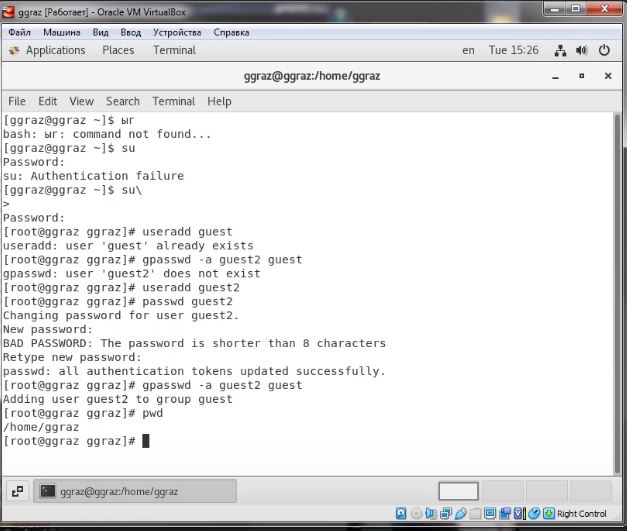 ggraz [Работает] - Oracle VM VirtualBox
Файл Машина Вид Ввод Устройства Справка
Applications Places Terminal en Tue 15:26
ggraz@ggraz:/home/ggraz
File Edit View Search Terminal Help
[ggraz@ggraz ~]$ ыг
bash: ыг: command not found...
[ggraz@ggraz ~]$ su
Password:
su: Authentication failure
[ggraz@ggraz ~]$ su\
>
Password:
[root@ggraz ggraz]# useradd guest
useradd: user 'guest' already exists
[root@ggraz ggraz]# gpasswd -a guest2 guest
gpasswd: user 'guest2' does not exist
[root@ggraz ggraz]# useradd guest2
[root@ggraz ggraz]# passwd guest2
Changing password for user guest2.
New password:
BAD PASSWORD: The password is shorter than 8 characters
Retype new password:
passwd: all authentication tokens updated successfully.
[root@ggraz ggraz]# gpasswd -a guest2 guest
Adding user guest2 to group guest
[root@ggraz ggraz]# pwd
/home/ggraz
[root@ggraz ggraz]#
ggraz@ggraz:/home/ggraz
Right Control